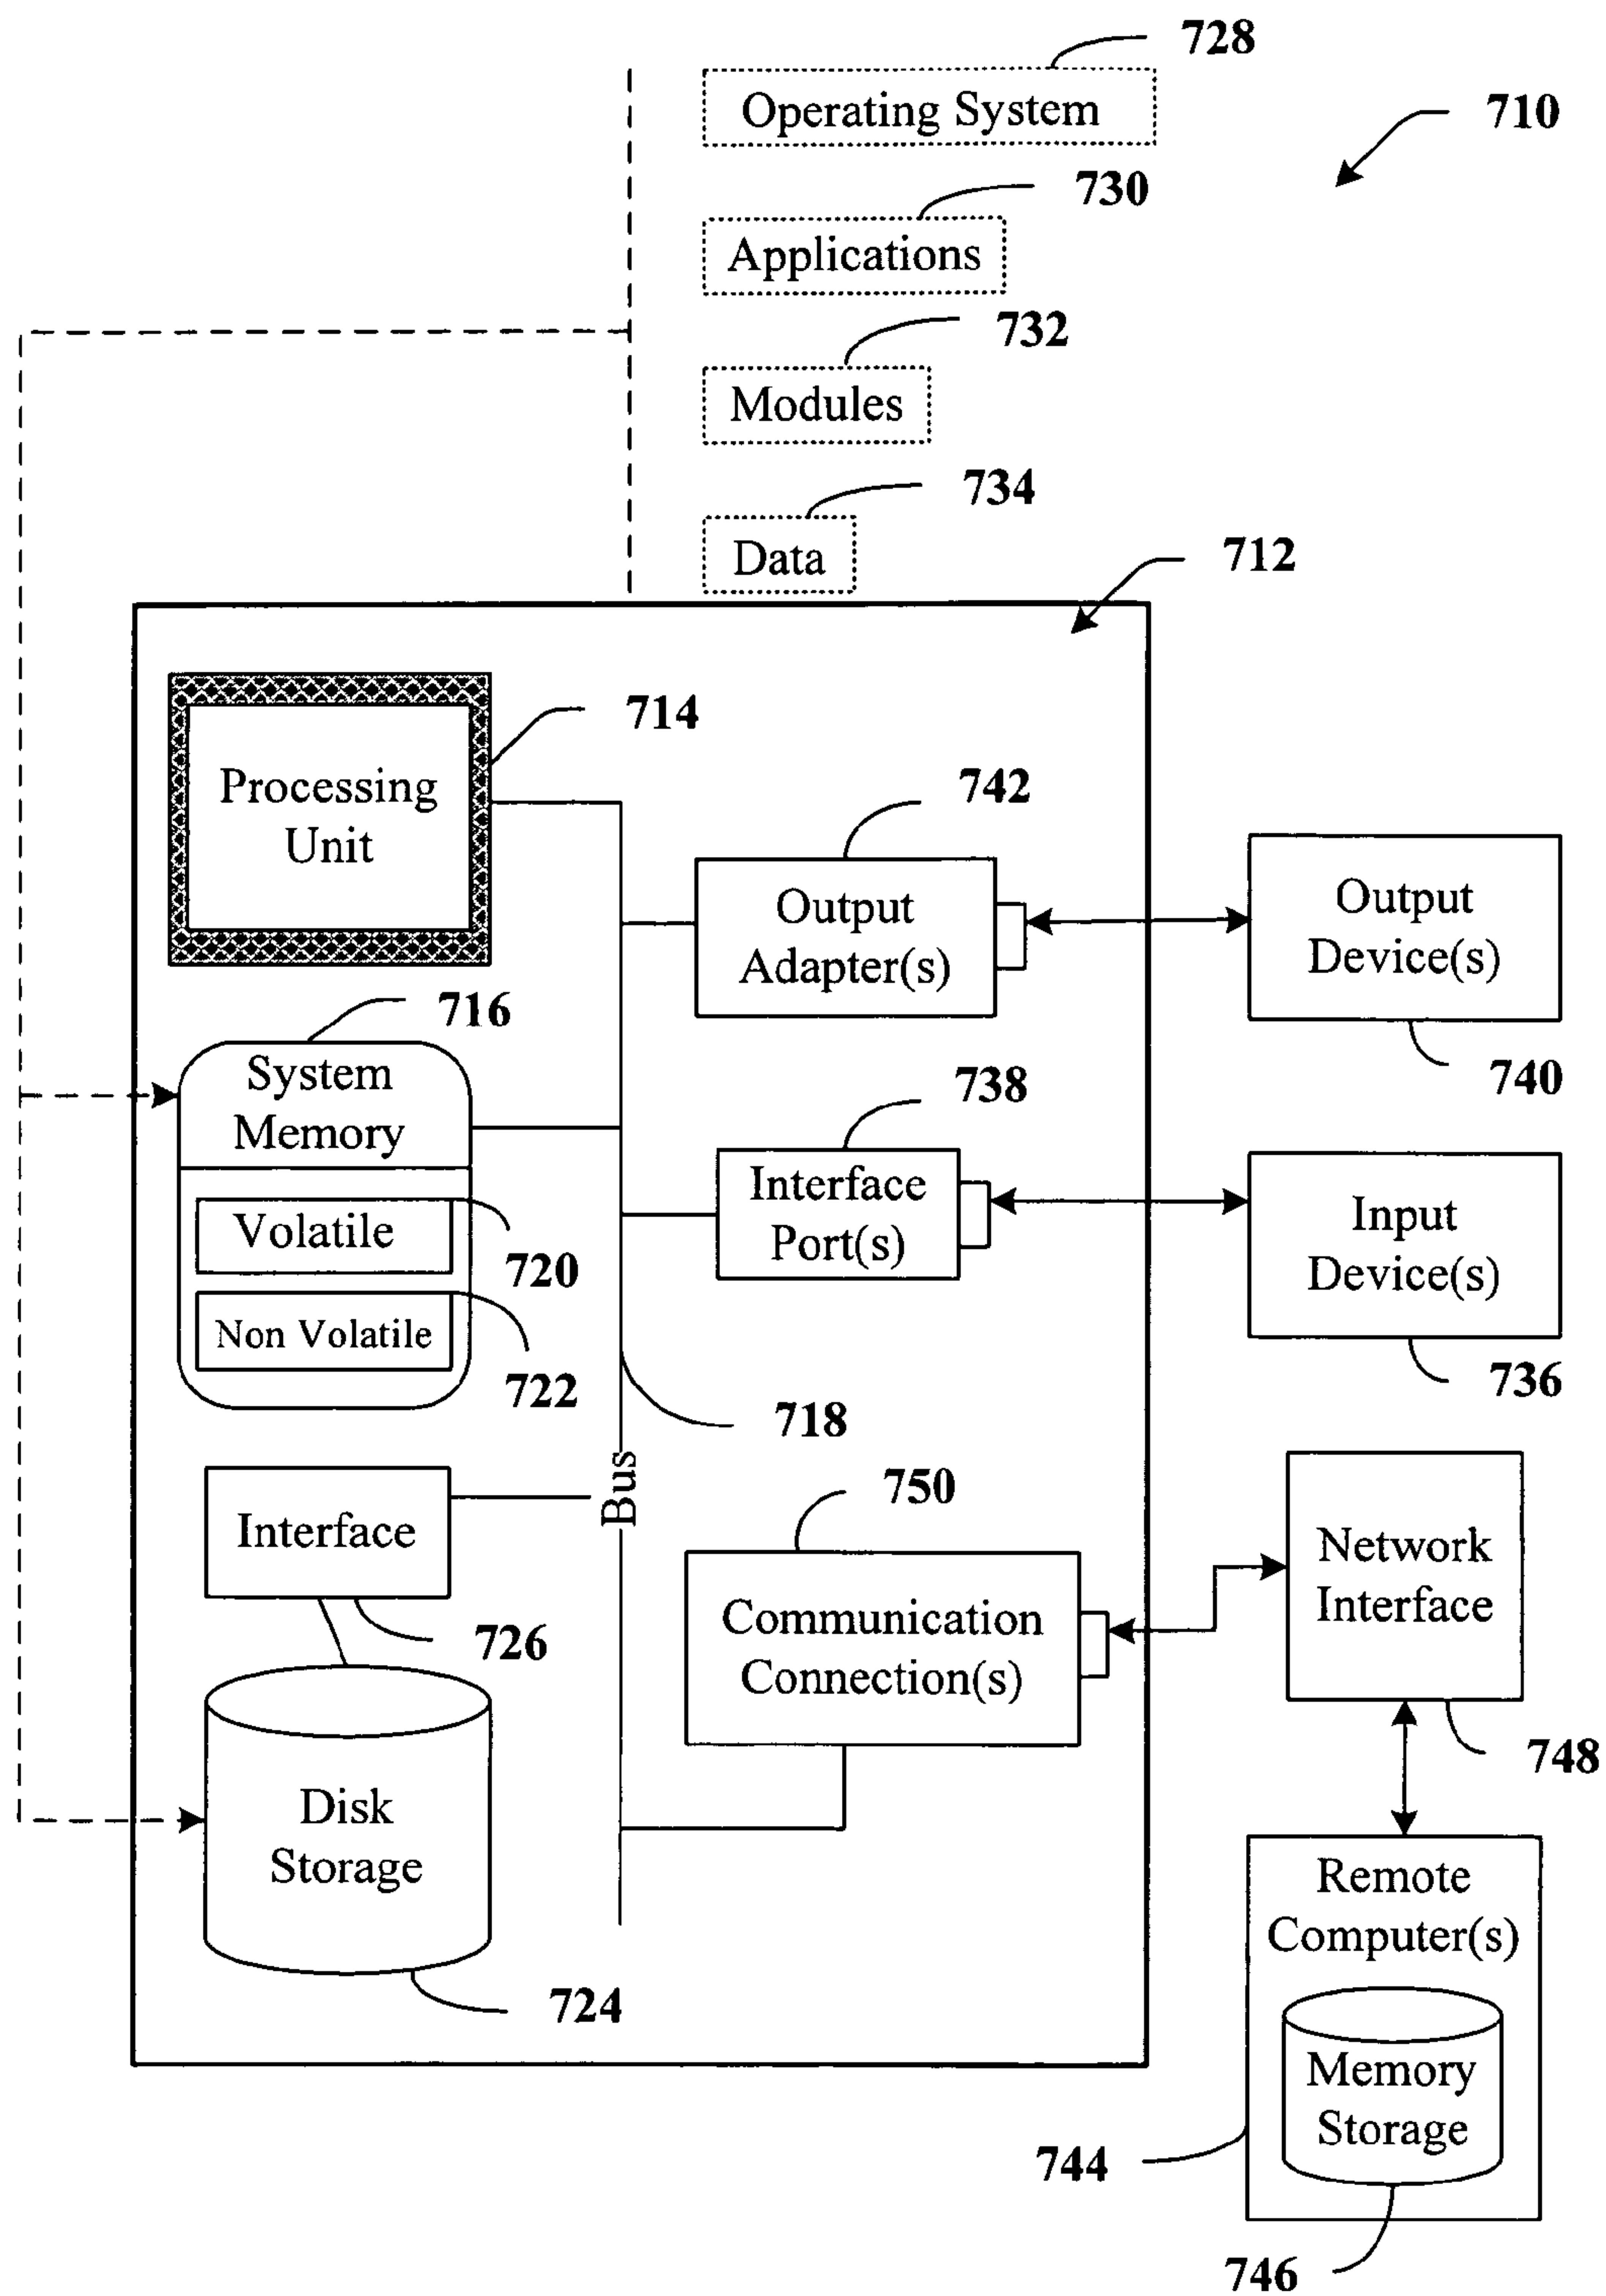 728
Operating System
710
730
Applications
732
Modules
734
Data
712
714
Processing
Unit
742
Output
Adapter(s)
Output
Device(s)
740
716
System
Memory
738
Interface
Port(s)
Input
Device(s)
736
Volatile
720
Non Volatile
722
718
Bus
750
Interface
726
Communication
Connection(s)
Network
Interface
748
Disk
Storage
724
Remote
Computer(s)
Memory
Storage
744
746